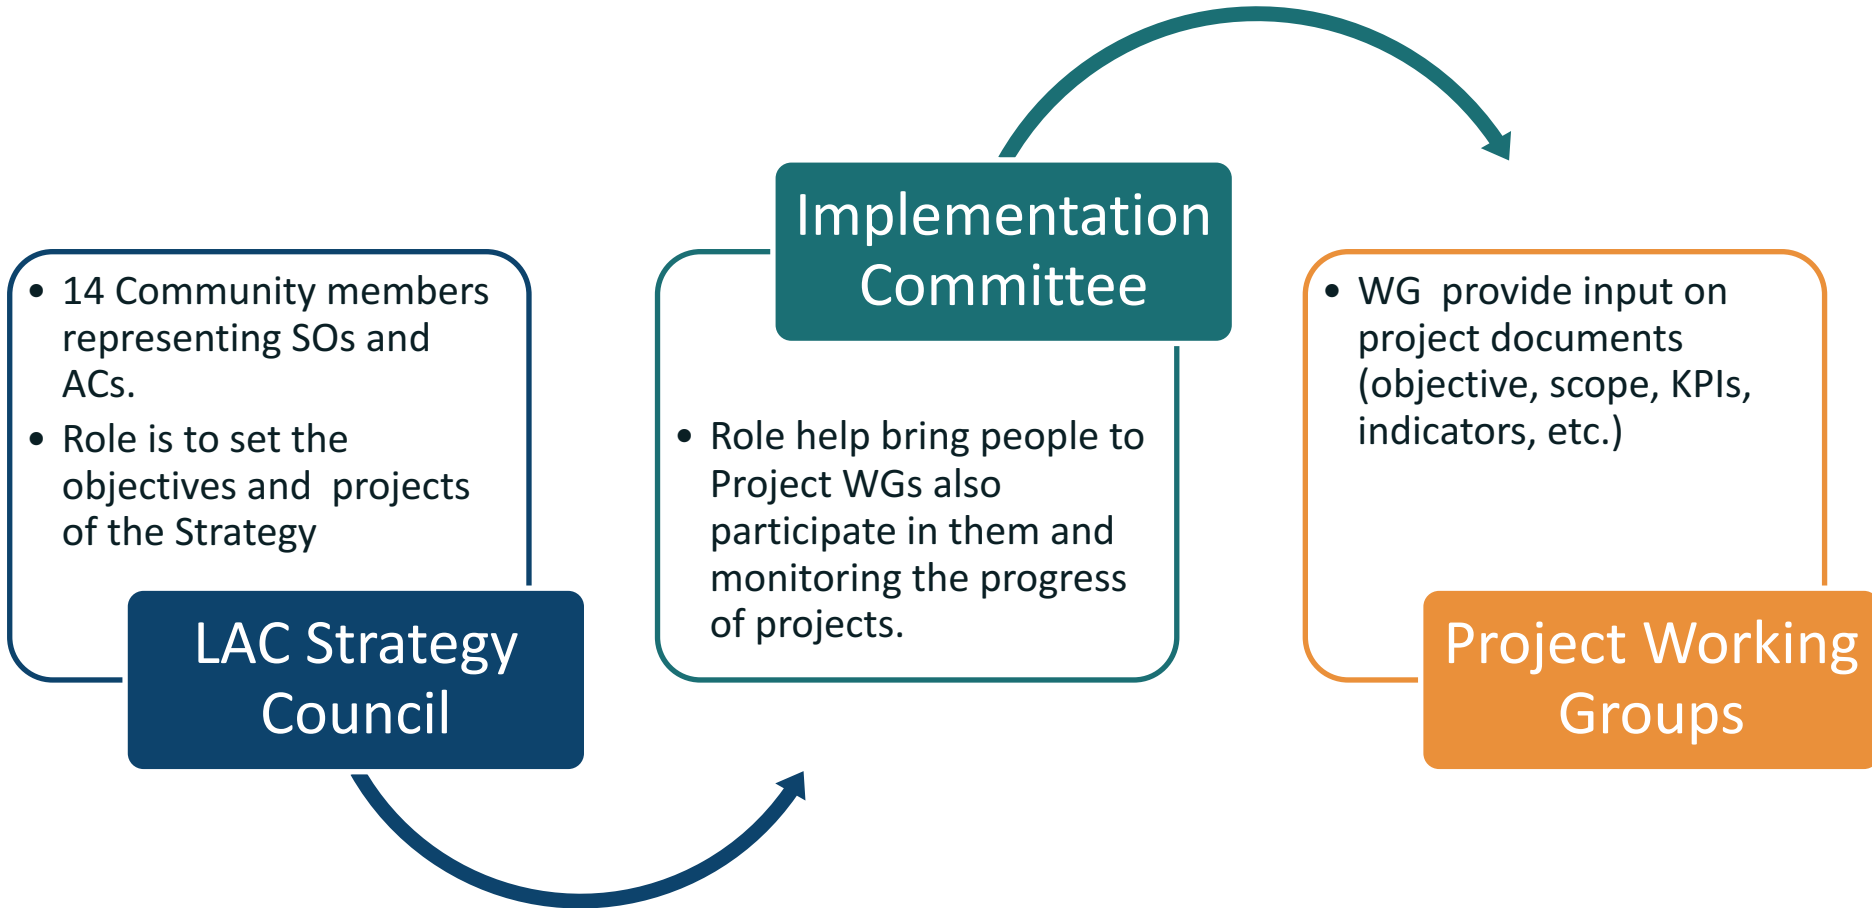 • 14 Community members
representing SOs and
ACs.
• Role is to set the
objectives and  projects
of the Strategy
LAC Strategy
Council
Implementation
Committee
• Role help bring people to
Project WGs also
participate in them and
monitoring the progress
of projects.
• WG  provide input on
project documents
(objective, scope, KPIs,
indicators, etc.)
Project Working
Groups